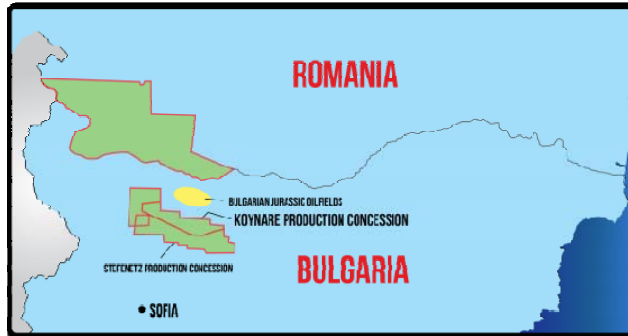 ROMANIA
BULGARIAN JURASSIC OILFIELDS
KOYNARE PRODUCTION CONCESSION
STEFENETZ PRODUCTION CONCESSION
BULGARIA
SOFIA